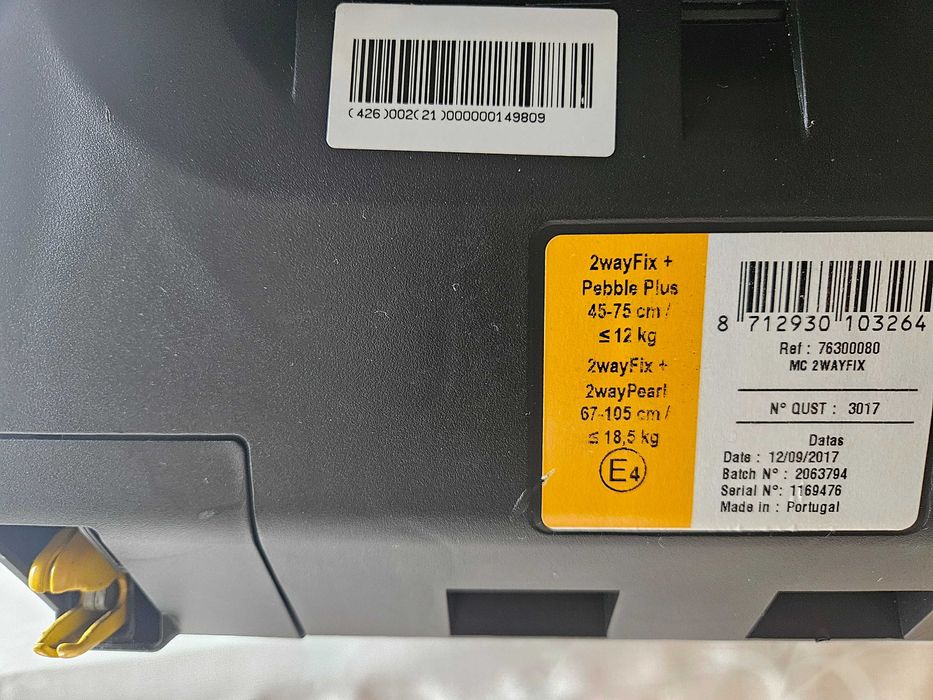 (426)002(21)000000149809
2wayFix +
Pebble Plus
45-75 cm /
≤ 12 kg
2wayFix +
2wayPearl
67-105 cm /
≤ 18,5 kg
E4
8 712930 103264
Ref : 76300080
MC 2WAYFIX
N° QUST : 3017
Datas
Date : 12/09/2017
Batch N° : 2063794
Serial N°: 1169476
Made in : Portugal